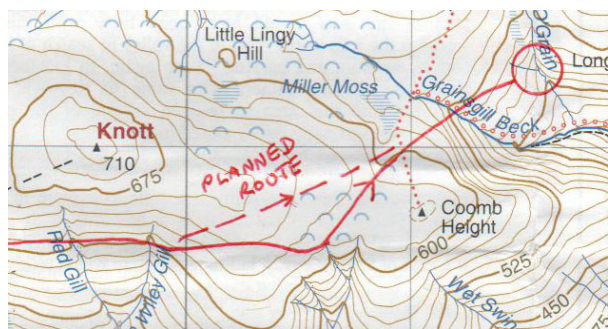 Little Lingy
Hill
O'Grain
Long
Miller Moss
Grainsgill Beck
Knott
710
675
PLANNED
ROUTE
Coomb
Height
600
Red Gill
Wiley Gill
525
Wet Swin
450